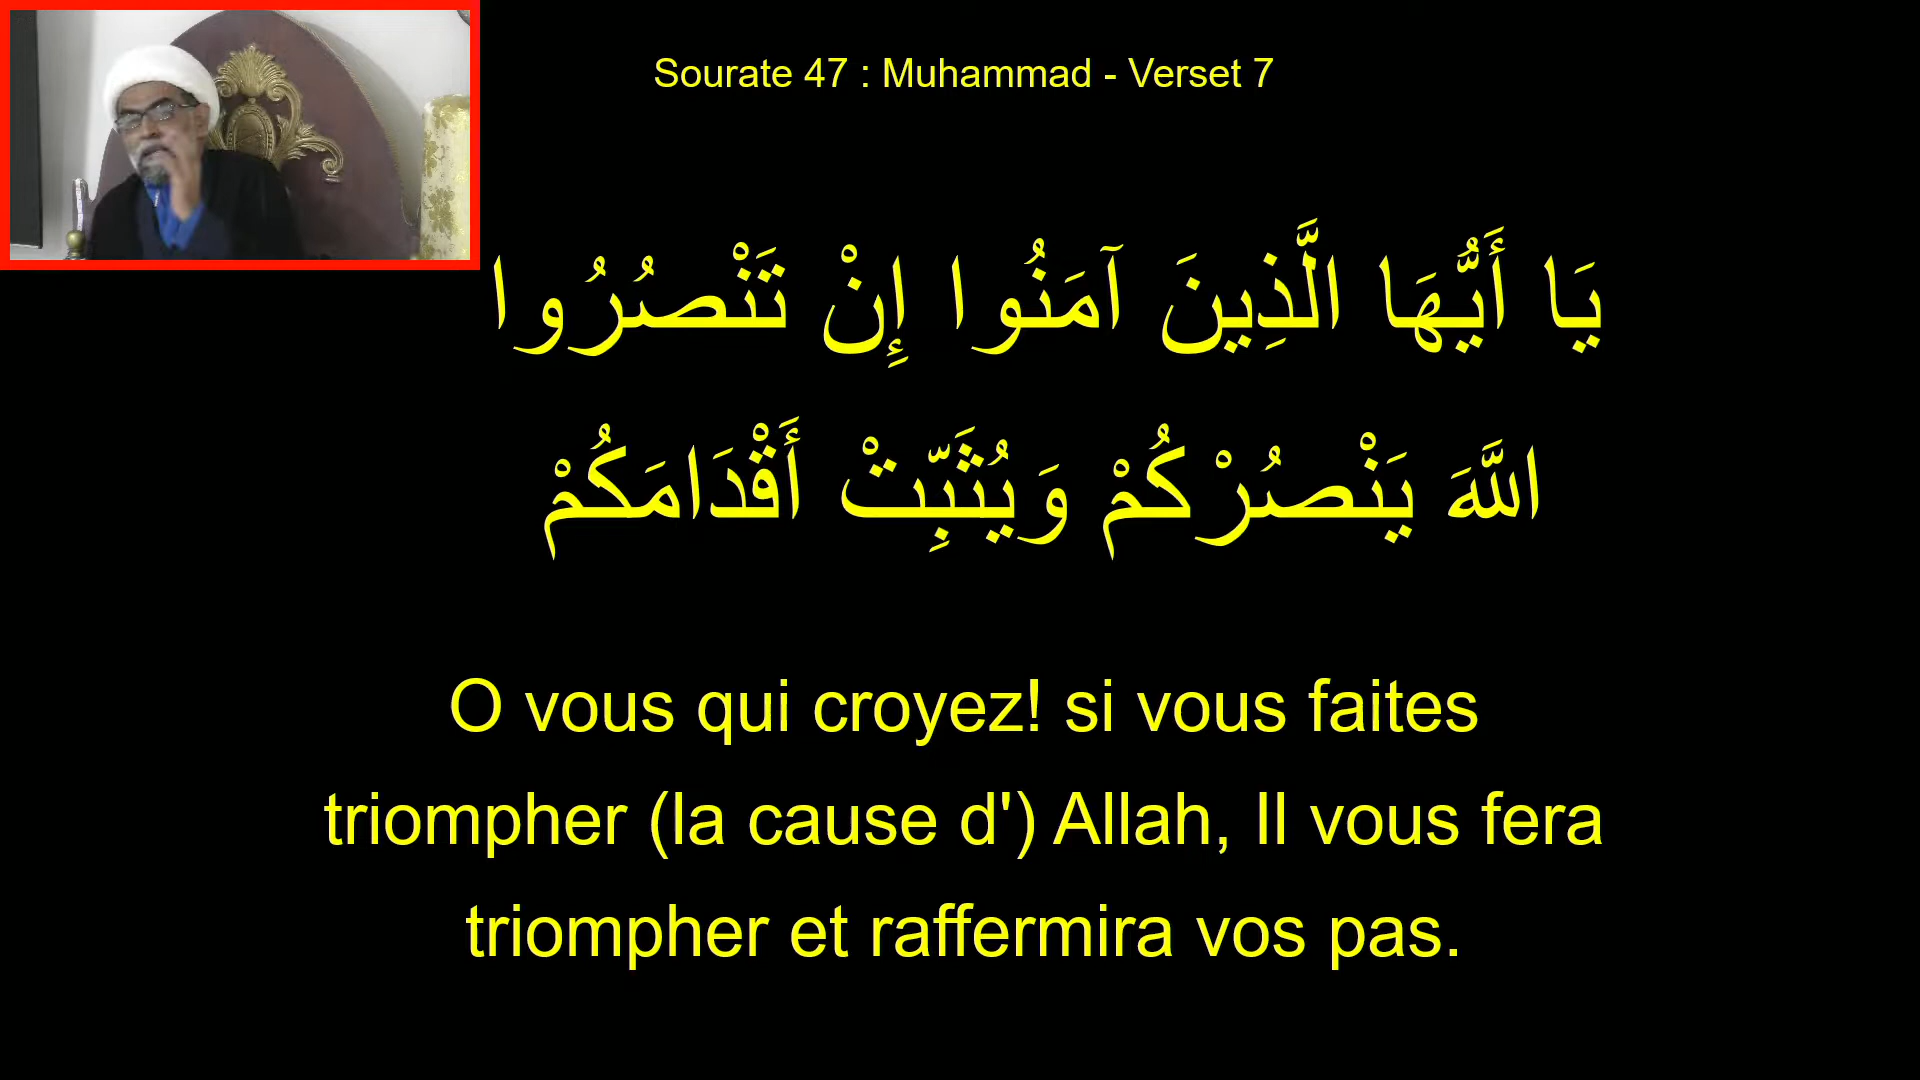 Sourate 47 : Muhammad - Verset 7
يَا أَيُّهَا الَّذِينَ آمَنُوا إِنْ تَنْصُرُوا
اللَّهَ يَنْصُرْكُمْ وَيُثَبِّتْ أَقْدَامَكُمْ
O vous qui croyez! si vous faites
triompher (la cause d') Allah, Il vous fera
triompher et raffermira vos pas.